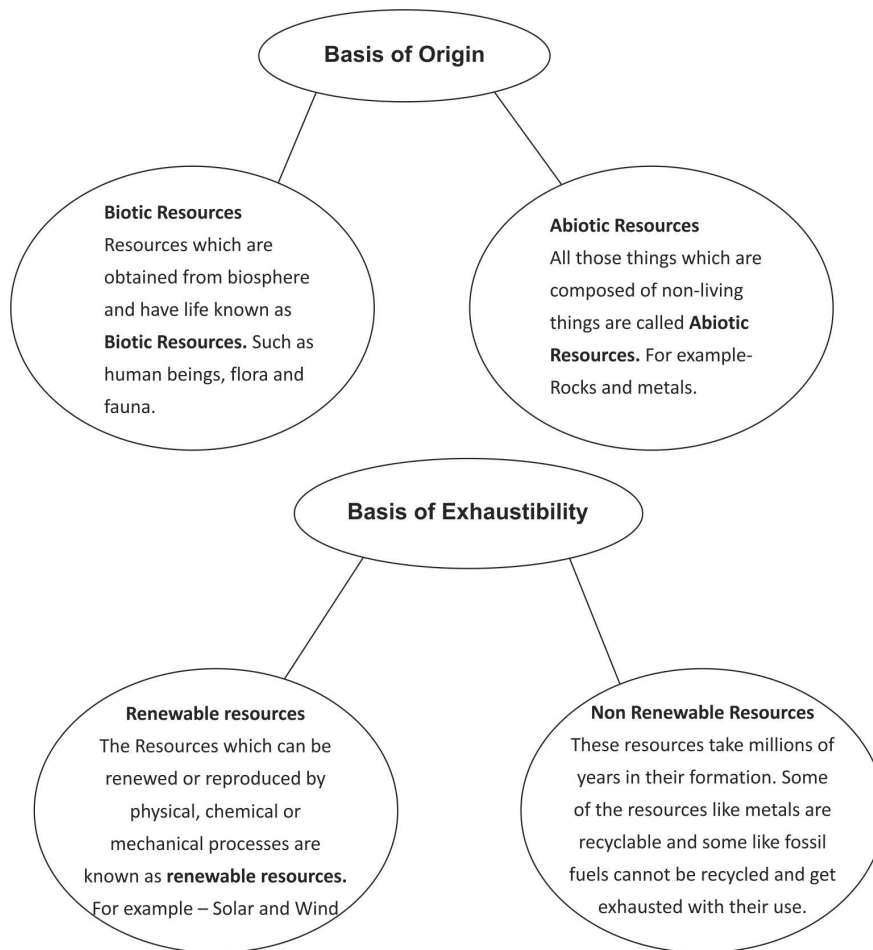 Basis of Origin
Biotic Resources
Resources which are
obtained from biosphere
and have life known as
Biotic Resources. Such as
human beings, flora and
fauna.
Abiotic Resources
All those things which are
composed of non-living
things are called Abiotic
Resources. For example-
Rocks and metals.
Basis of Exhaustibility
Renewable resources
The Resources which can be
renewed or reproduced by
physical, chemical or
mechanical processes are
known as renewable resources.
For example – Solar and Wind
Non Renewable Resources
These resources take millions of
years in their formation. Some
of the resources like metals are
recyclable and some like fossil
fuels cannot be recycled and get
exhausted with their use.